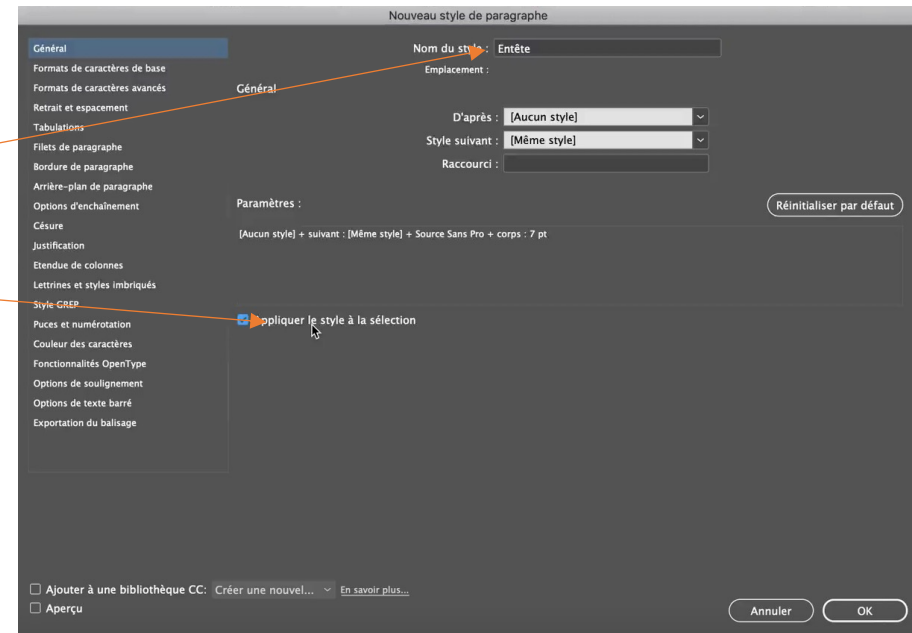 Nouveau style de paragraphe
Général
Formats de caractères de base
Formats de caractères avancés
Retrait et espacement
Tabulations
Filets de paragraphe
Bordure de paragraphe
Arrière-plan de paragraphe
Options d'enchaînement
Césure
Justification
Etendue de colonnes
Lettrines et styles imbriqués
Style GREP
Puces et numérotation
Couleur des caractères
Fonctionnalités OpenType
Options de soulignement
Options de texte barré
Exportation du balisage
Nom du style : Entête
Emplacement :
Général
D'après : [Aucun style]
Style suivant : [Même style]
Raccourci :
Paramètres :
Réinitialiser par défaut
[Aucun style] + suivant : [Même style] + Source Sans Pro + corps : 7 pt
Appliquer le style à la sélection
Ajouter à une bibliothèque CC: Créer une nouvel... En savoir plus...
Aperçu
Annuler
OK